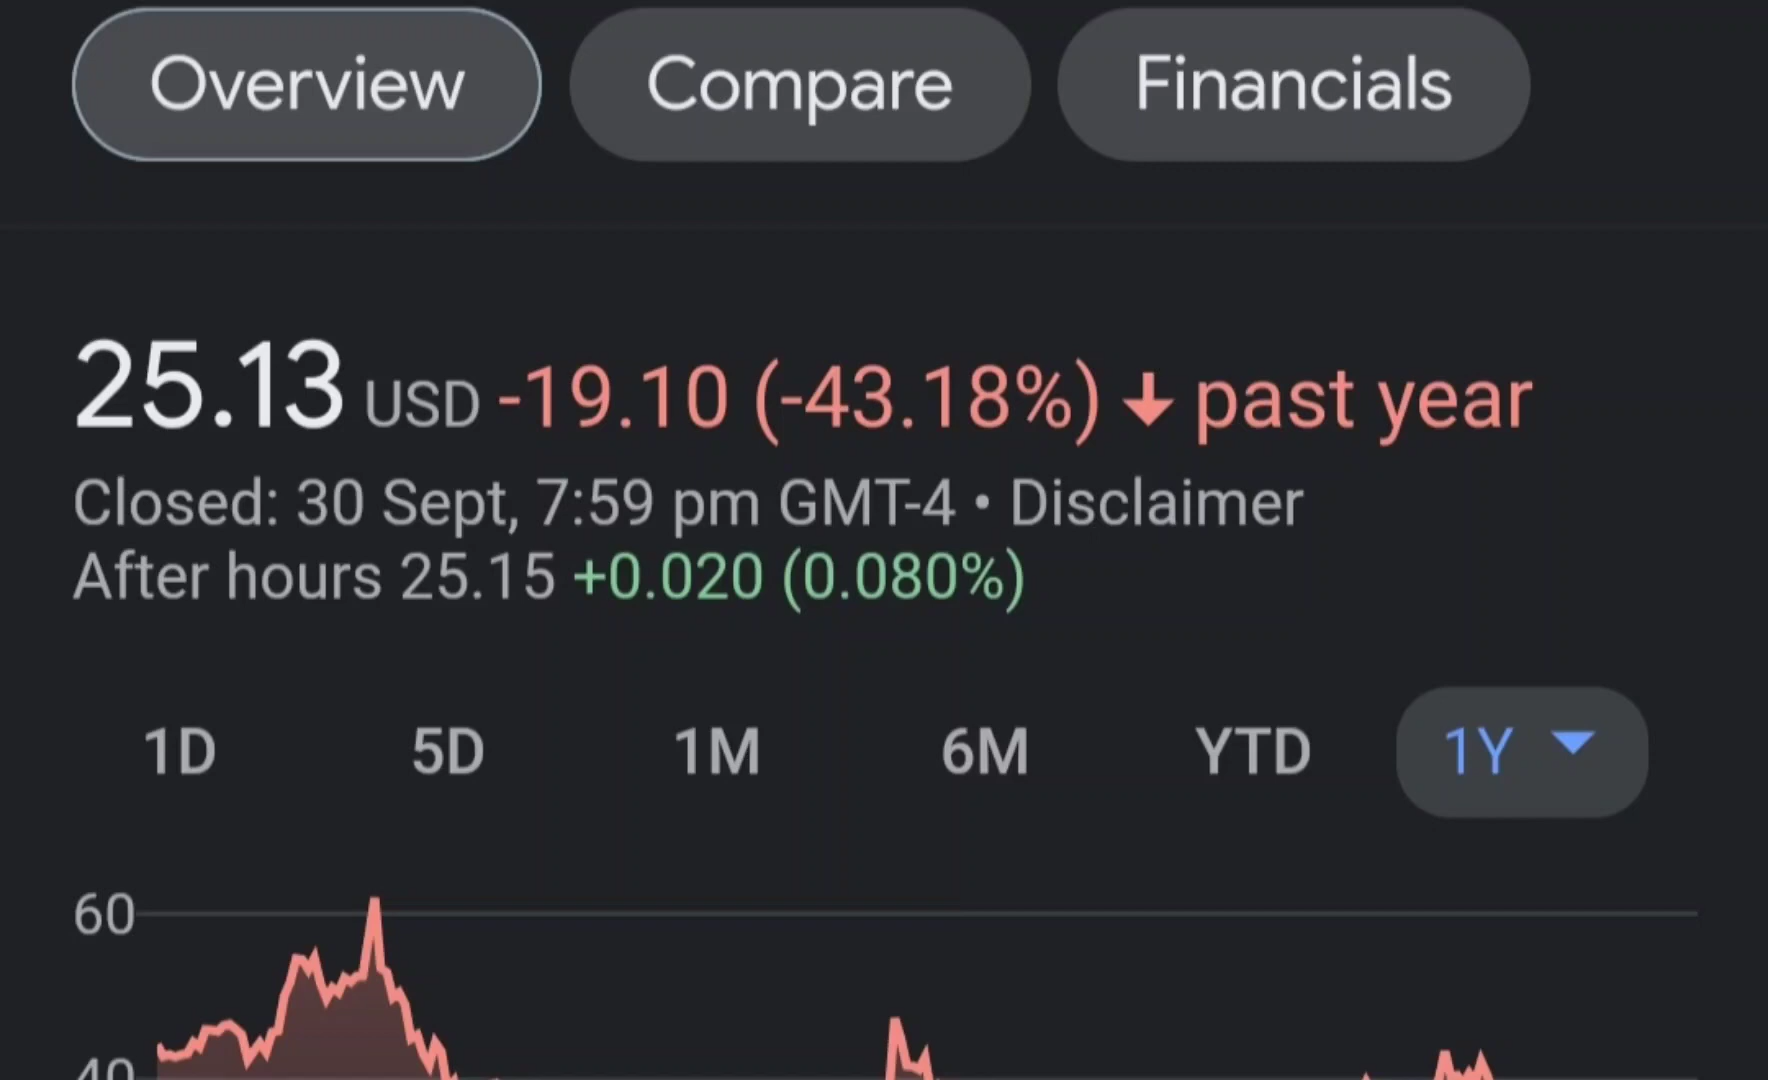 Overview Compare Financials
25.13 USD -19.10 (-43.18%) ↓ past year
Closed: 30 Sept, 7:59 pm GMT-4 • Disclaimer
After hours 25.15 +0.020 (0.080%)
1D 5D 1M 6M YTD 1Y
60
40